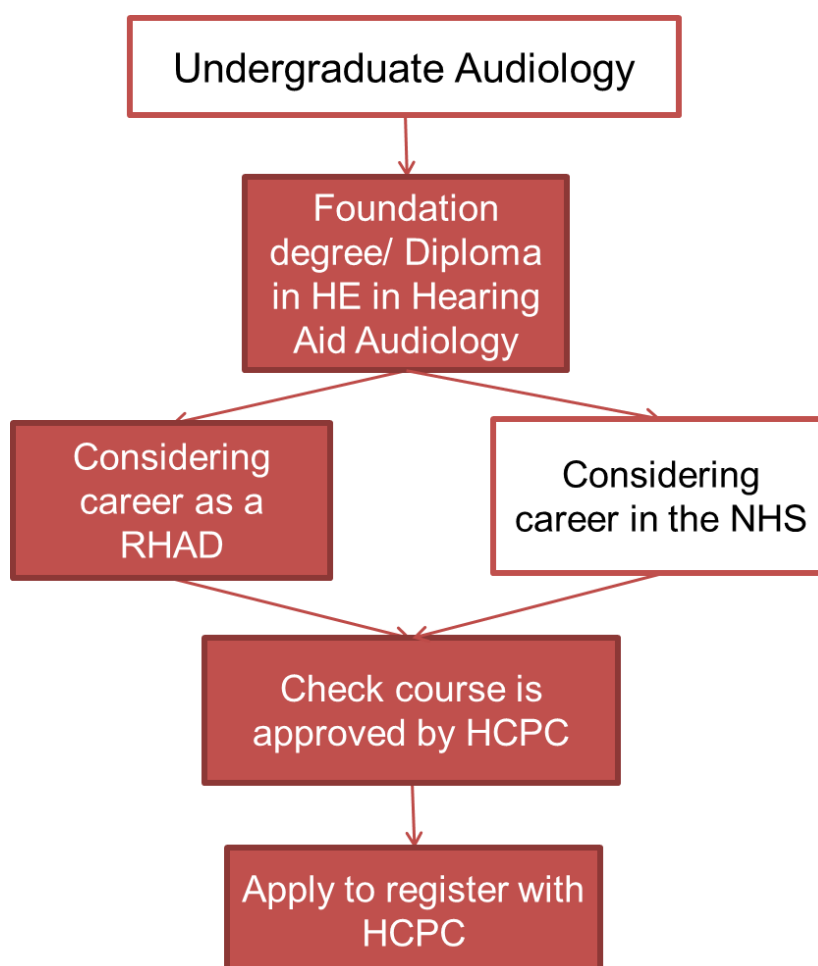 Undergraduate Audiology
Foundation
degree/ Diploma
in HE in Hearing
Aid Audiology
Considering
career as a
RHAD
Considering
career in the NHS
Check course is
approved by HCPC
Apply to register with
HCPC